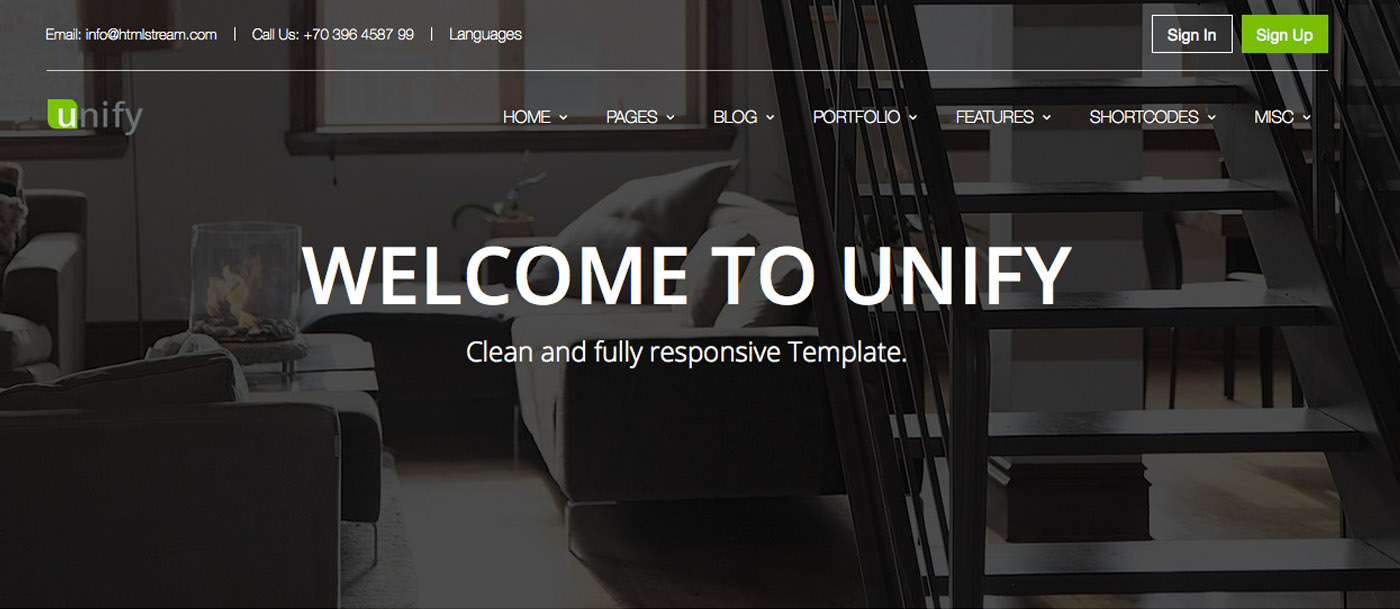 Email: info@htmlstream.com | Call Us: +70 396 4587 99 | Languages Sign In Sign Up
unify HOME PAGES BLOG PORTFOLIO FEATURES SHORTCODES MISC
WELCOME TO UNIFY
Clean and fully responsive Template.